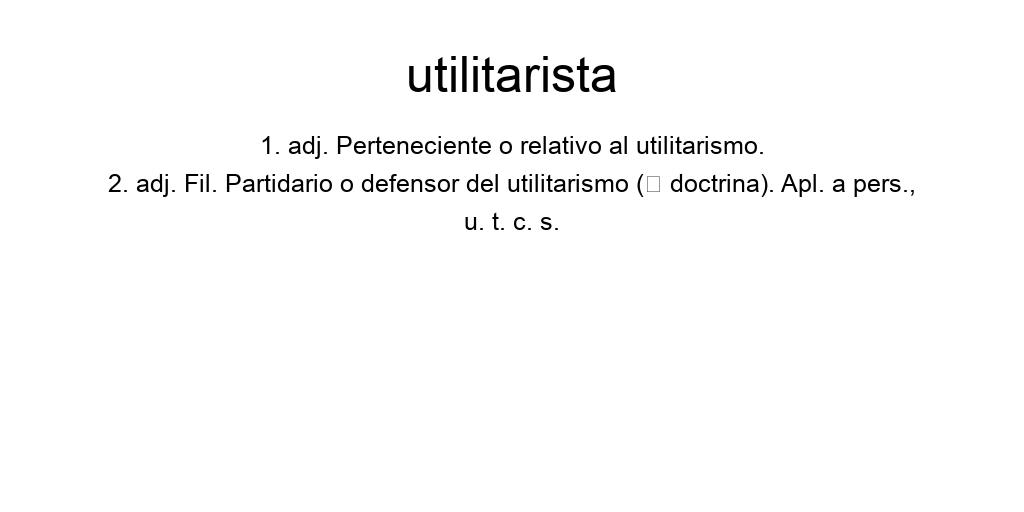 utilitarista
1. adj. Perteneciente o relativo al utilitarismo.
2. adj. Fil. Partidario o defensor del utilitarismo (□ doctrina). Apl. a pers.,
u. t. c. s.